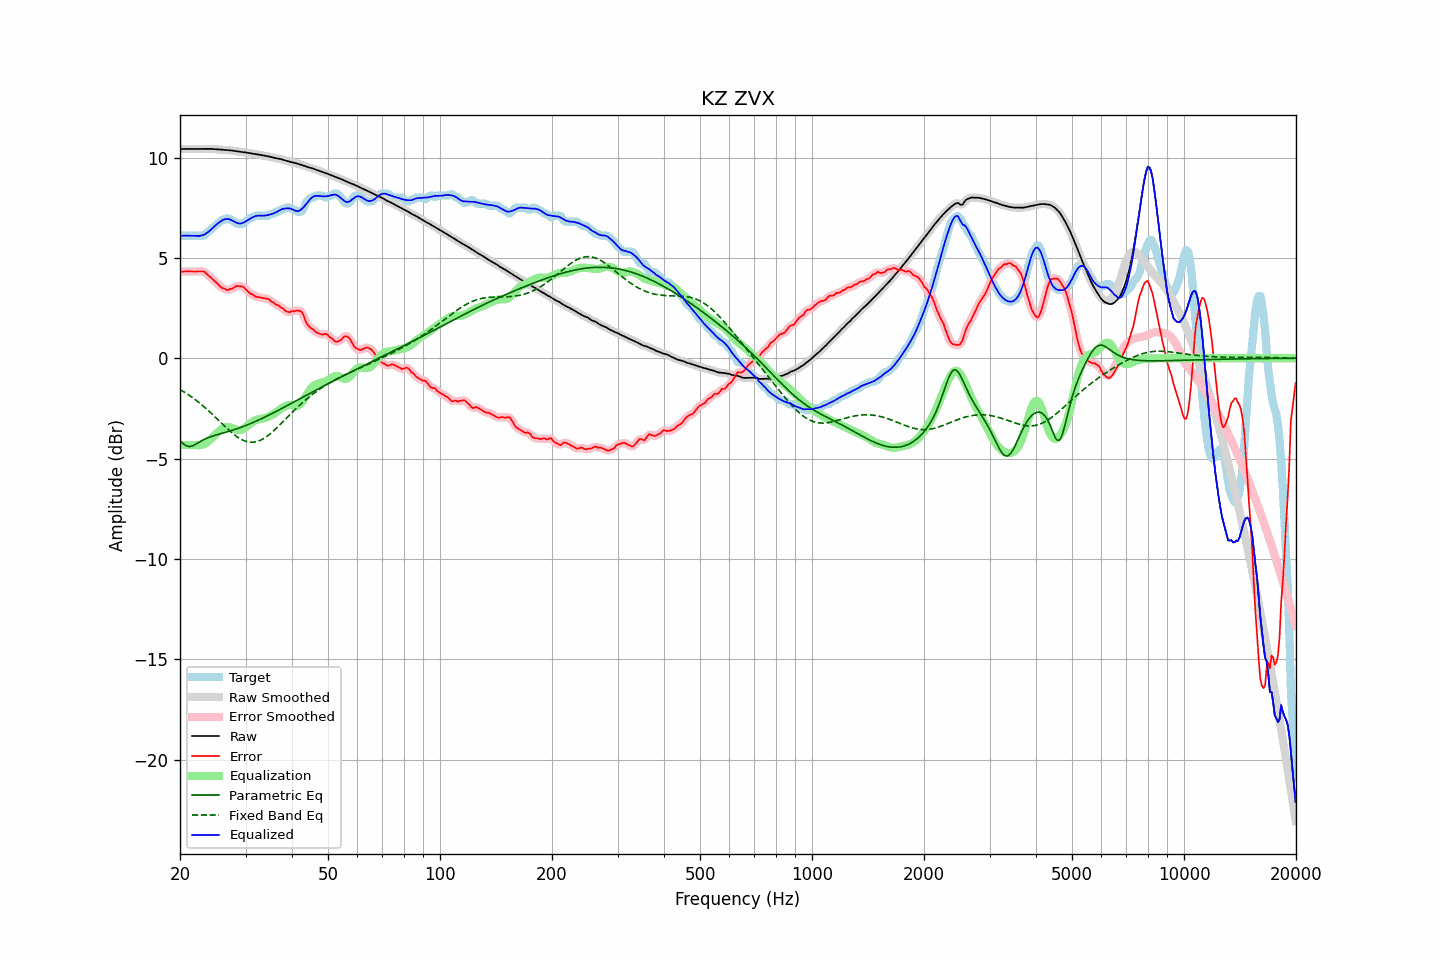 KZ ZVX
Amplitude (dBr)
10
5
0
−5
−10
−15
−20
Target
Raw Smoothed
Error Smoothed
Raw
Error
Equalization
Parametric Eq
Fixed Band Eq
Equalized
20 50 100 200 500 1000 2000 5000 10000 20000
Frequency (Hz)